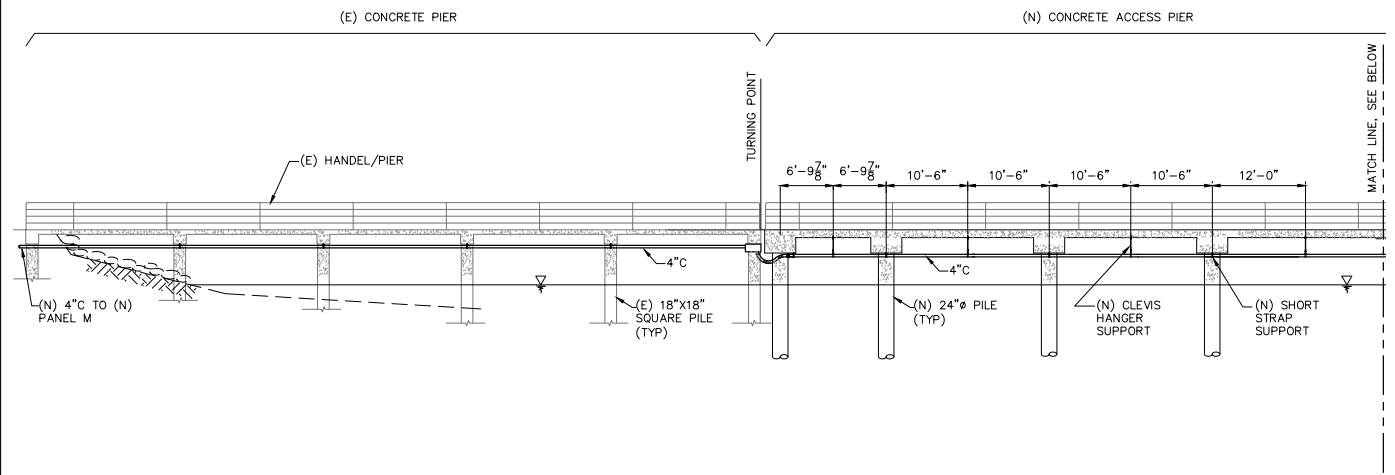 (E) CONCRETE PIER
(N) CONCRETE ACCESS PIER
TURNING POINT
MATCH LINE, SEE BELOW
(E) HANDEL/PIER
6'-9 7/8"
6'-9 7/8"
10'-6"
10'-6"
10'-6"
10'-6"
12'-0"
4"C
4"C
(N) 4"C TO (N)
PANEL M
(E) 18"X18"
SQUARE PILE
(TYP)
(N) 24"ø PILE
(TYP)
(N) CLEVIS
HANGER
SUPPORT
(N) SHORT
STRAP
SUPPORT